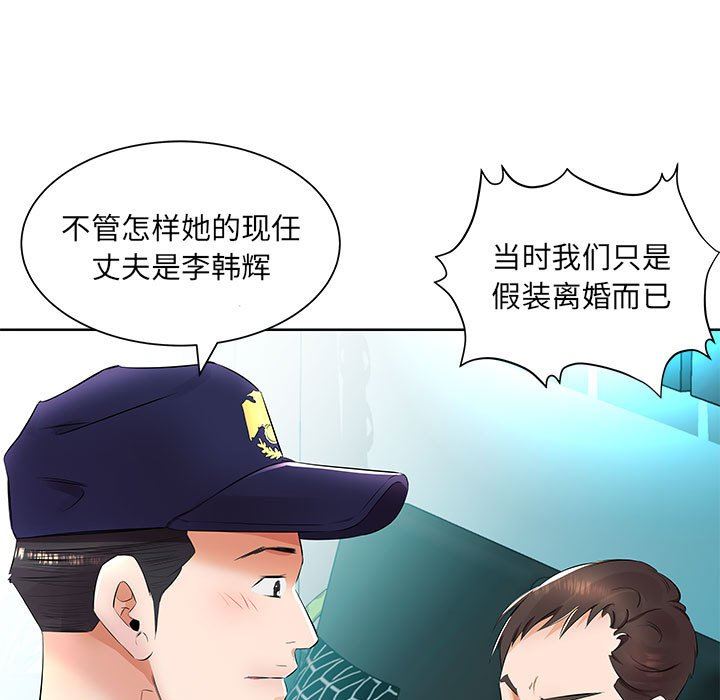 不管怎样她的现任
丈夫是李韩辉
当时我们只是
假装离婚而已